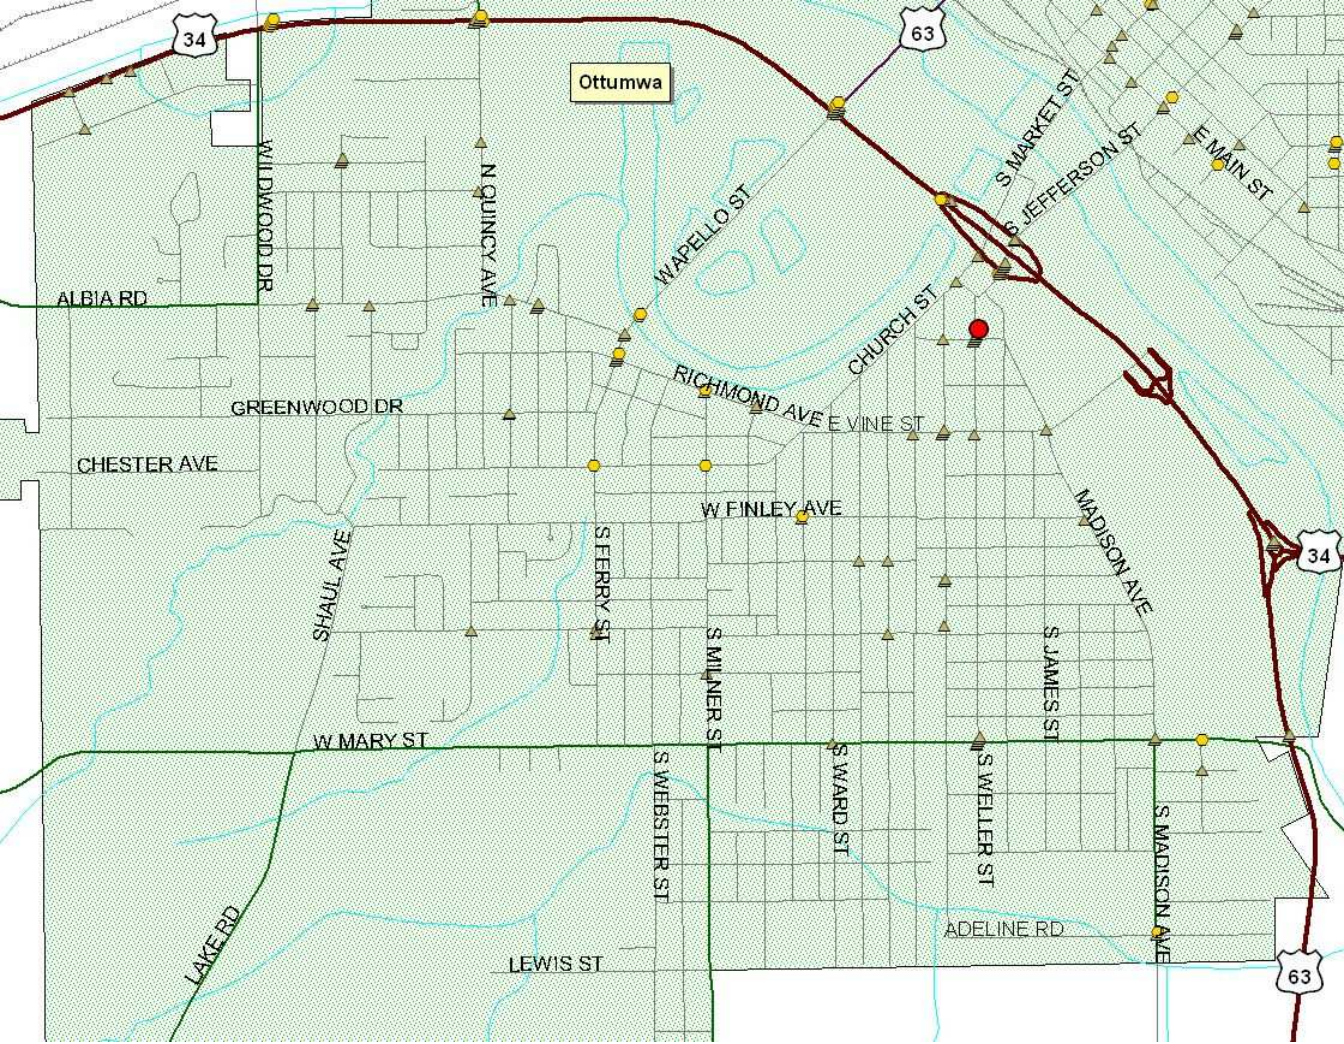 34
63
Ottumwa
S MARKET ST
S JEFFERSON ST
E MAIN ST
WILDWOOD DR
N QUINCY AVE
W APELLO ST
ALBIA RD
CHURCH ST
RICHMOND AVE
GREENWOOD DR
E VINE ST
CHESTER AVE
W FINLEY AVE
MADISON AVE
SHAUL AVE
S FERRY ST
34
S MILNER ST
S JAMES ST
W MARY ST
S WEBSTER ST
S WARD ST
S WELLER ST
S MADISON AVE
LAKE RD
ADELINE RD
LEWIS ST
63